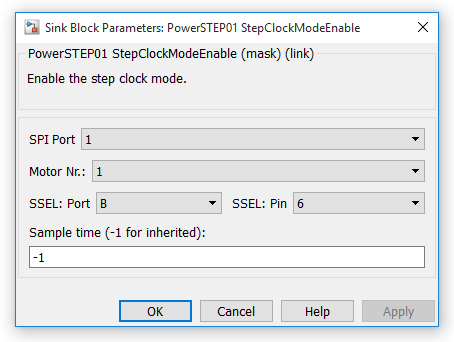 Sink Block Parameters: PowerSTEP01 StepClockModeEnable
PowerSTEP01 StepClockModeEnable (mask) (link)
Enable the step clock mode.
SPI Port 1
Motor Nr.: 1
SSEL: Port B SSEL: Pin 6
Sample time (-1 for inherited):
-1
OK Cancel Help Apply